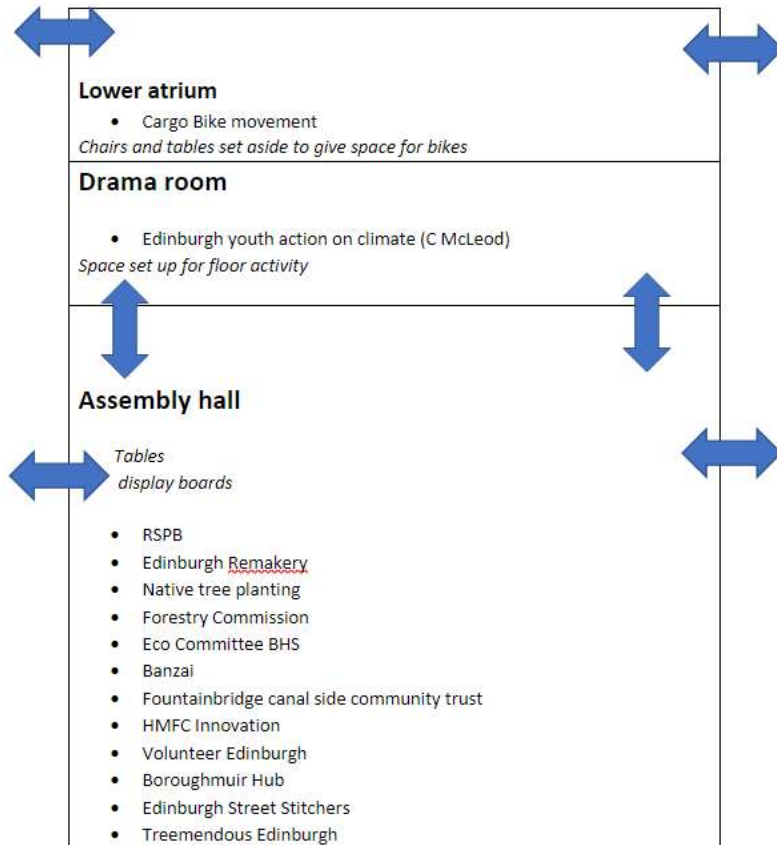 Lower atrium
• Cargo Bike movement
Chairs and tables set aside to give space for bikes
Drama room
• Edinburgh youth action on climate (C McLeod)
Space set up for floor activity
Assembly hall
Tables
display boards
• RSPB
• Edinburgh Remakery
• Native tree planting
• Forestry Commission
• Eco Committee BHS
• Banzai
• Fountainbridge canal side community trust
• HMFC Innovation
• Volunteer Edinburgh
• Boroughmuir Hub
• Edinburgh Street Stitchers
• Treemendous Edinburgh